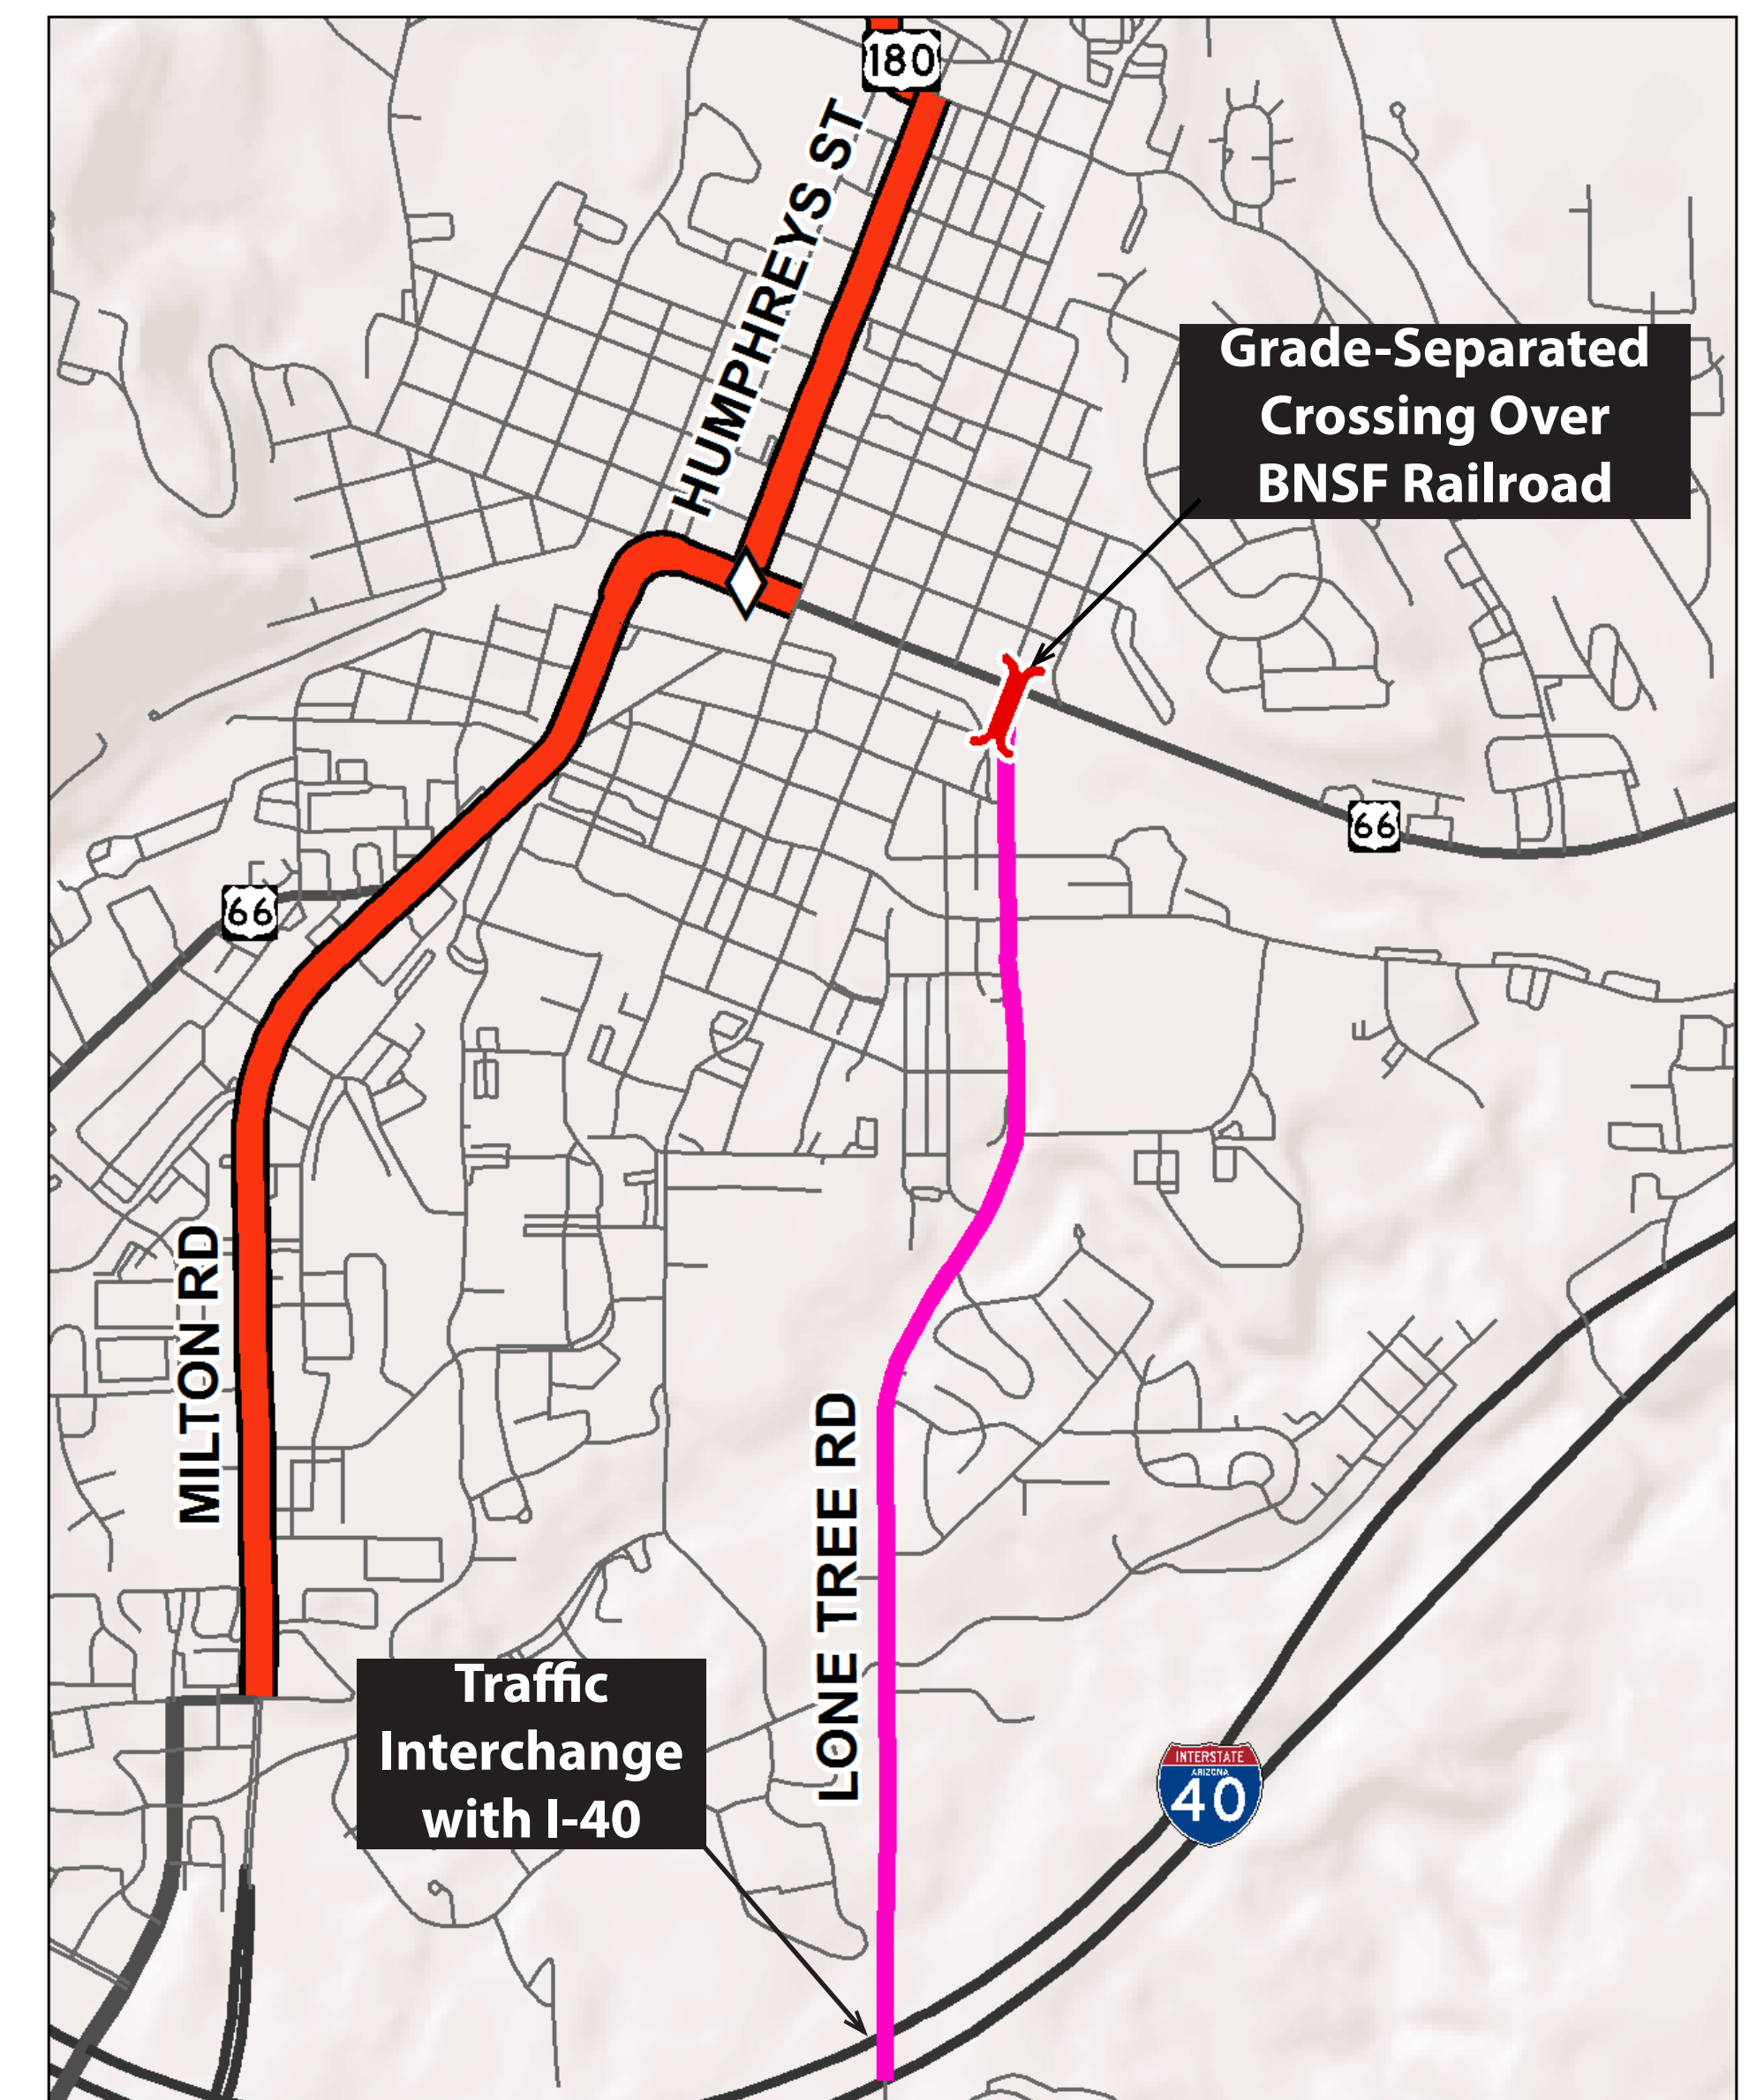 180
HUMPHREYS ST
Grade-Separated
Crossing Over
BNSF Railroad
66
66
MILTON RD
LONE TREE RD
Traffic
Interchange
with I-40
INTERSTATE
ARIZONA
40